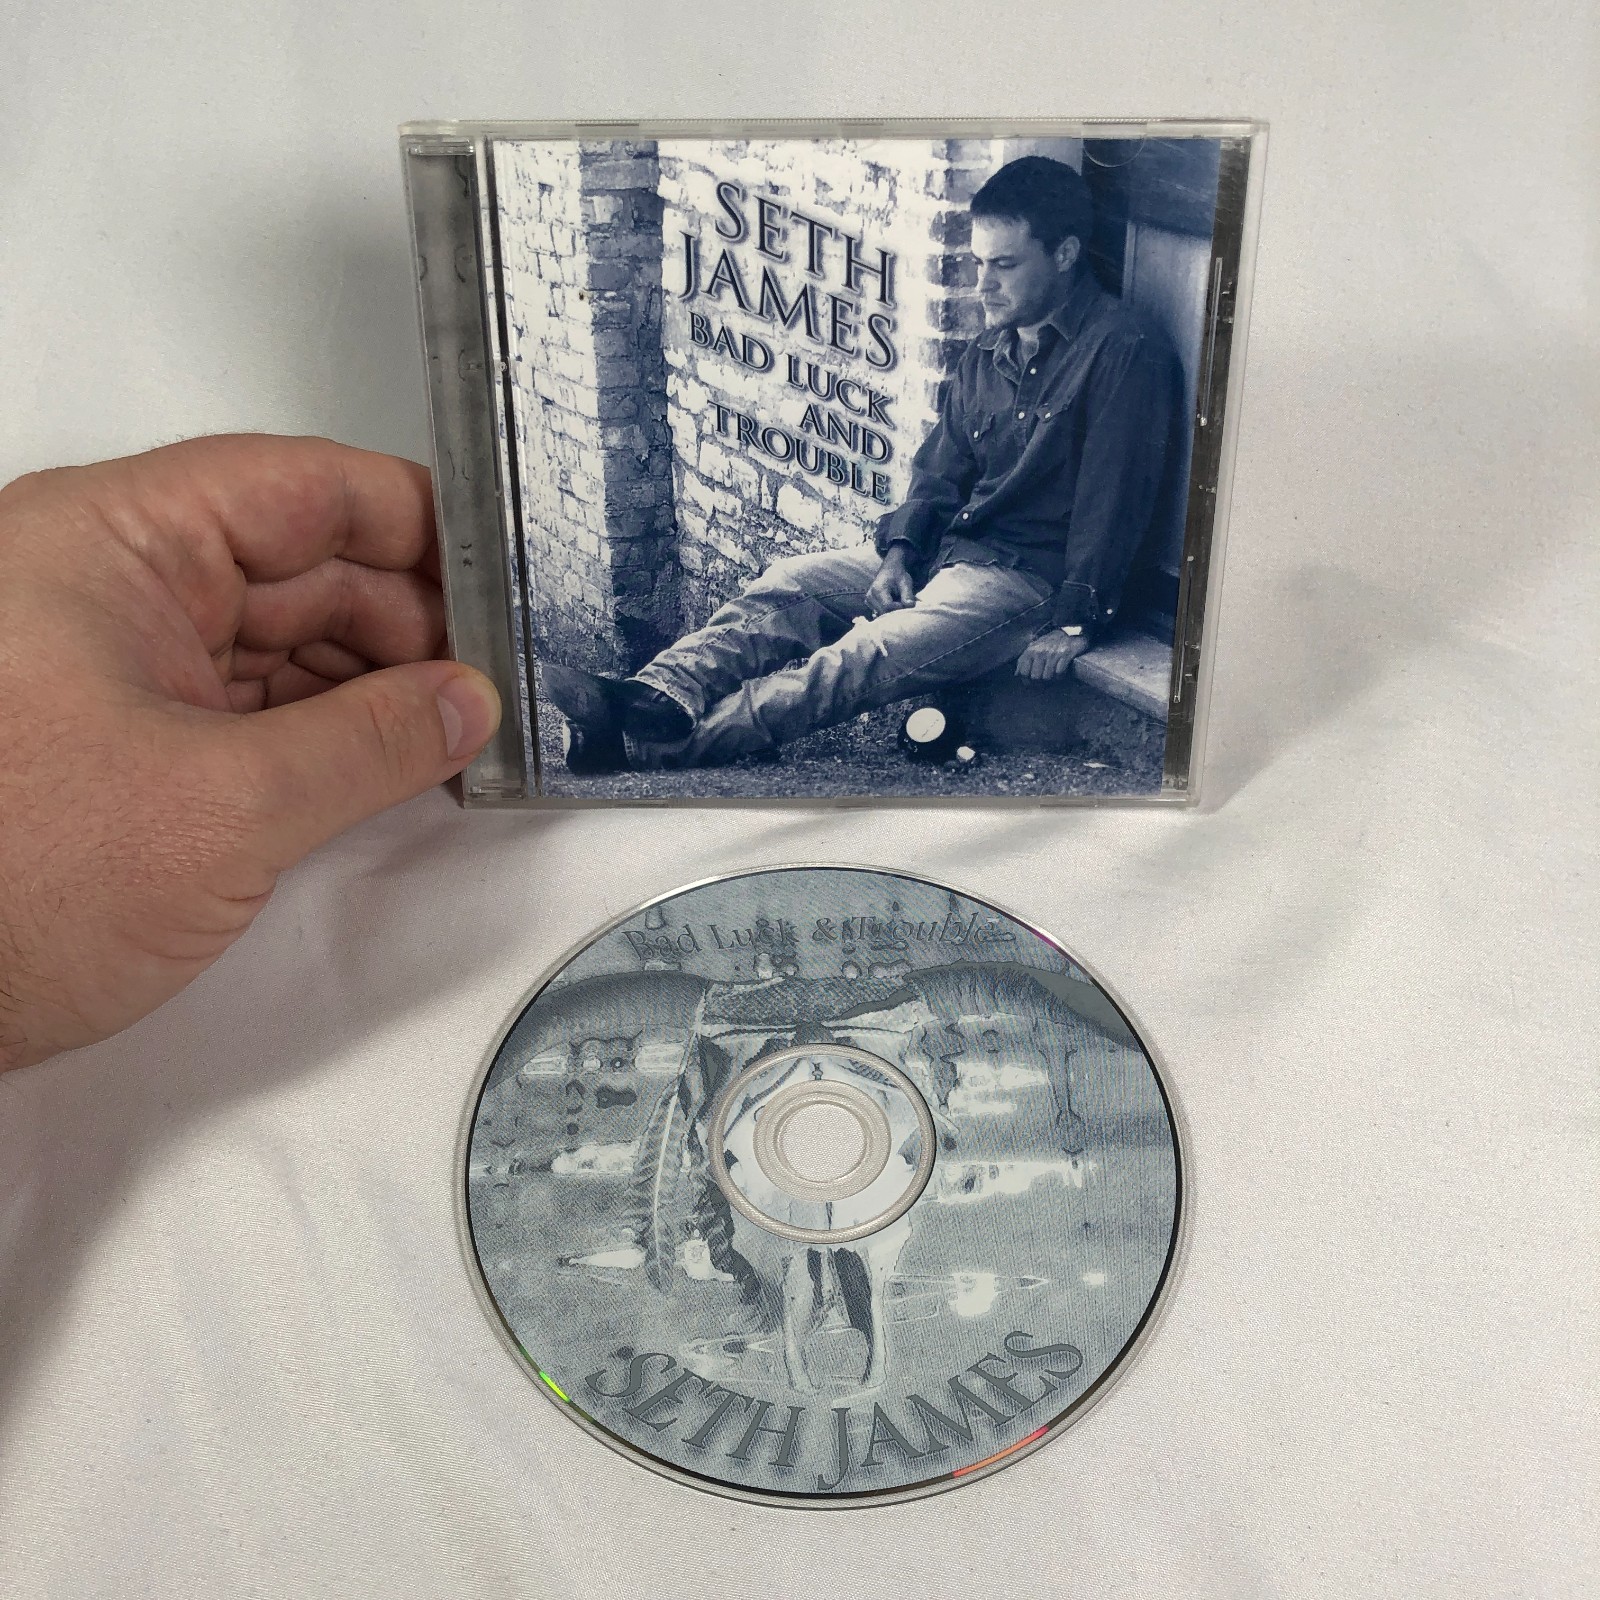 SETH
JAMES
BAD LUCK
AND
TROUBLE
Bad Luck & Trouble
SETH JAMES